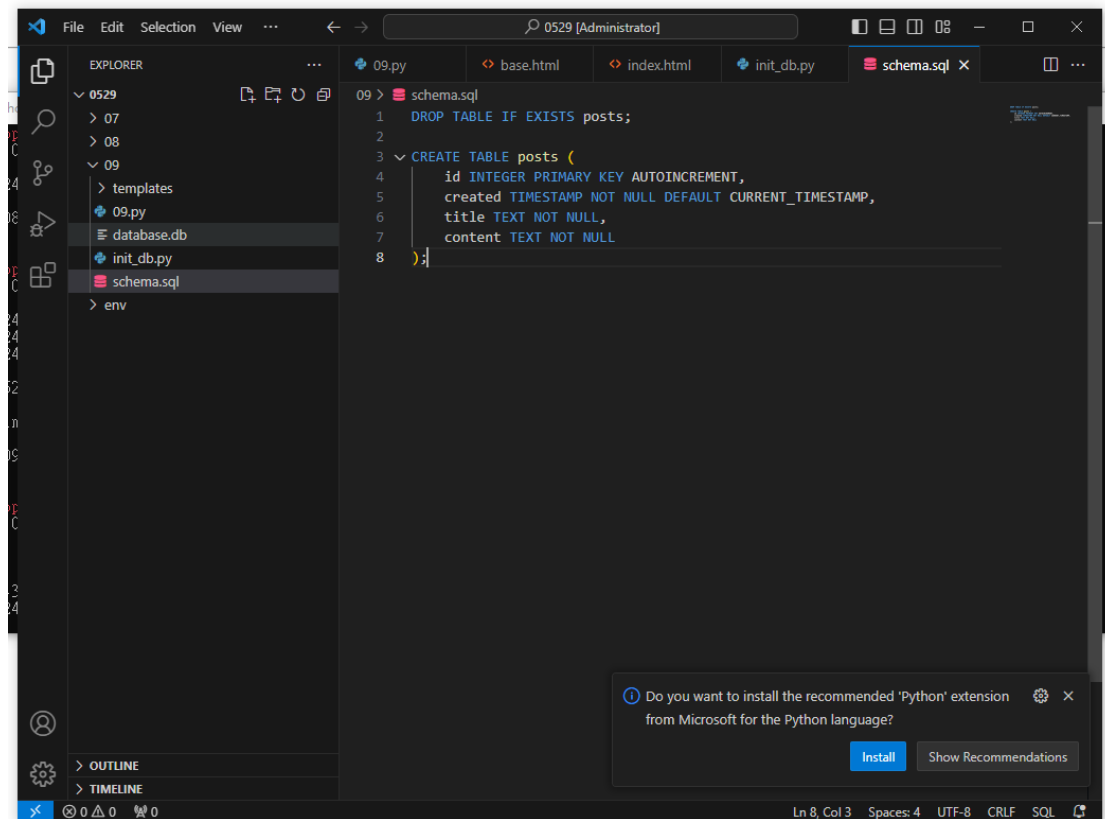 File Edit Selection View ···
0529 [Administrator]
EXPLORER ···
0529
07
08
09
templates
09.py
database.db
init_db.py
schema.sql
env
OUTLINE
TIMELINE
09.py base.html index.html init_db.py schema.sql
09 > schema.sql
1 DROP TABLE IF EXISTS posts;
2
3 CREATE TABLE posts (
4 id INTEGER PRIMARY KEY AUTOINCREMENT,
5 created TIMESTAMP NOT NULL DEFAULT CURRENT_TIMESTAMP,
6 title TEXT NOT NULL,
7 content TEXT NOT NULL
8 );
Do you want to install the recommended 'Python' extension
from Microsoft for the Python language?
Install Show Recommendations
0 0 0 Ln 8, Col 3 Spaces: 4 UTF-8 CRLF SQL